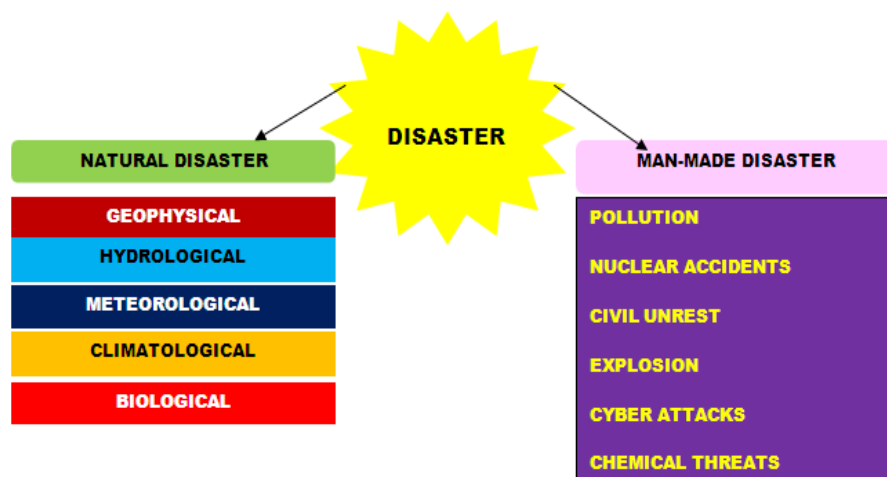 DISASTER
NATURAL DISASTER
GEOPHYSICAL
HYDROLOGICAL
METEOROLOGICAL
CLIMATOLOGICAL
BIOLOGICAL
MAN-MADE DISASTER
POLLUTION
NUCLEAR ACCIDENTS
CIVIL UNREST
EXPLOSION
CYBER ATTACKS
CHEMICAL THREATS